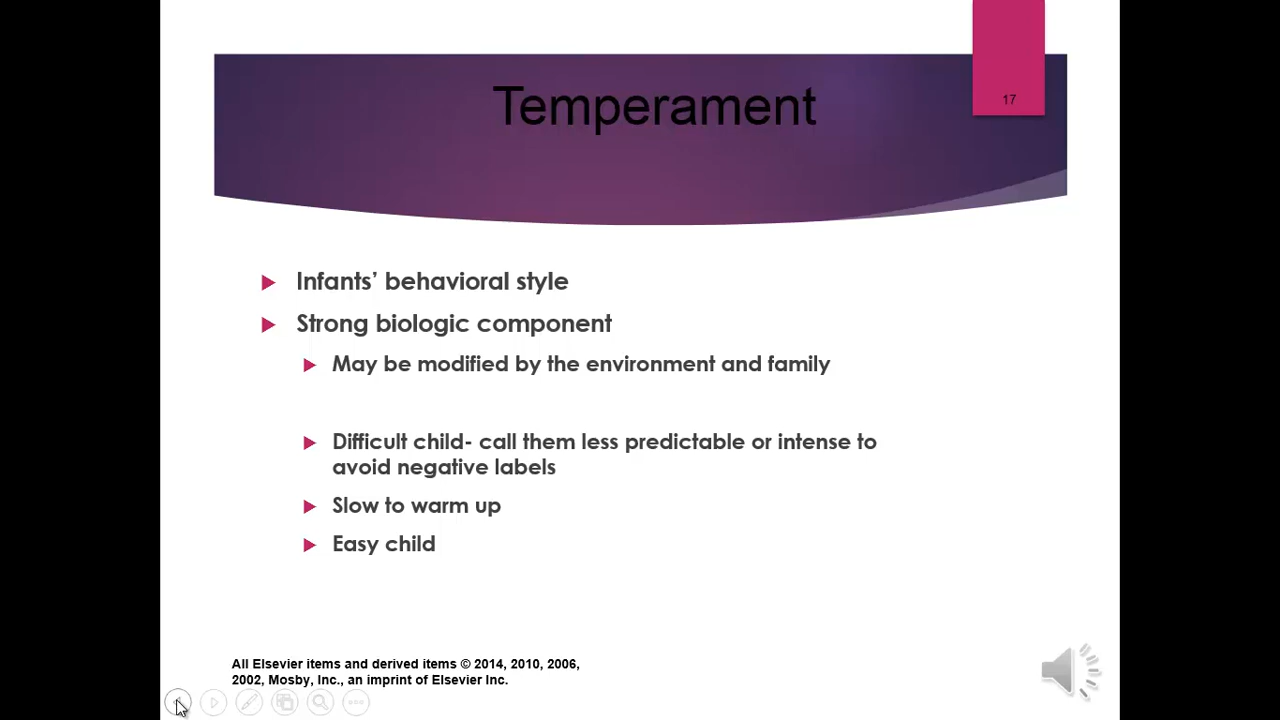 Temperament
17
Infants’ behavioral style
Strong biologic component
May be modified by the environment and family
Difficult child- call them less predictable or intense to
avoid negative labels
Slow to warm up
Easy child
All Elsevier items and derived items © 2014, 2010, 2006,
2002, Mosby, Inc., an imprint of Elsevier Inc.